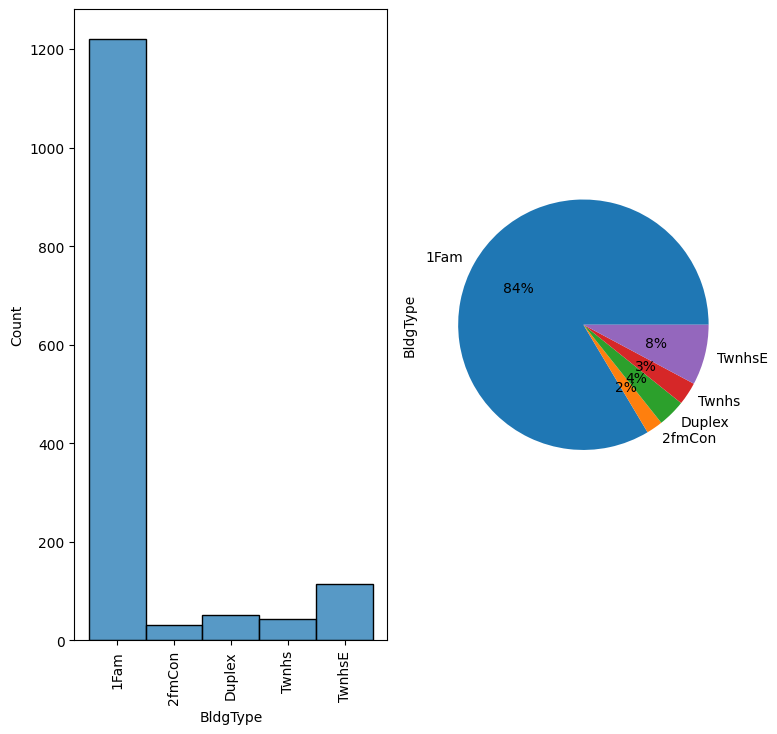 1200
1000
800
600
400
200
0
Count
1Fam
2fmCon
Duplex
Twnhs
TwnhsE
BldgType
BldgType
1Fam
84%
8%
TwnhsE
3%
Twnhs
4%
Duplex
2%
2fmCon